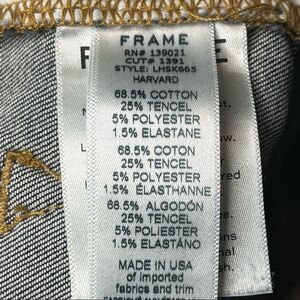 FRAME
RN# 139021
CUT# 1391
STYLE: LHSK665
HARVARD
68.5% COTTON
25% TENCEL
5% POLYESTER
1.5% ELASTANE
68.5% COTON
25% TENCEL
5% POLYESTER
1.5% ÉLASTHANNE
68.5% ALGODÓN
25% TENCEL
5% POLIESTER
1.5% ELASTÁNO
MADE IN USA
of imported
fabrics and trim